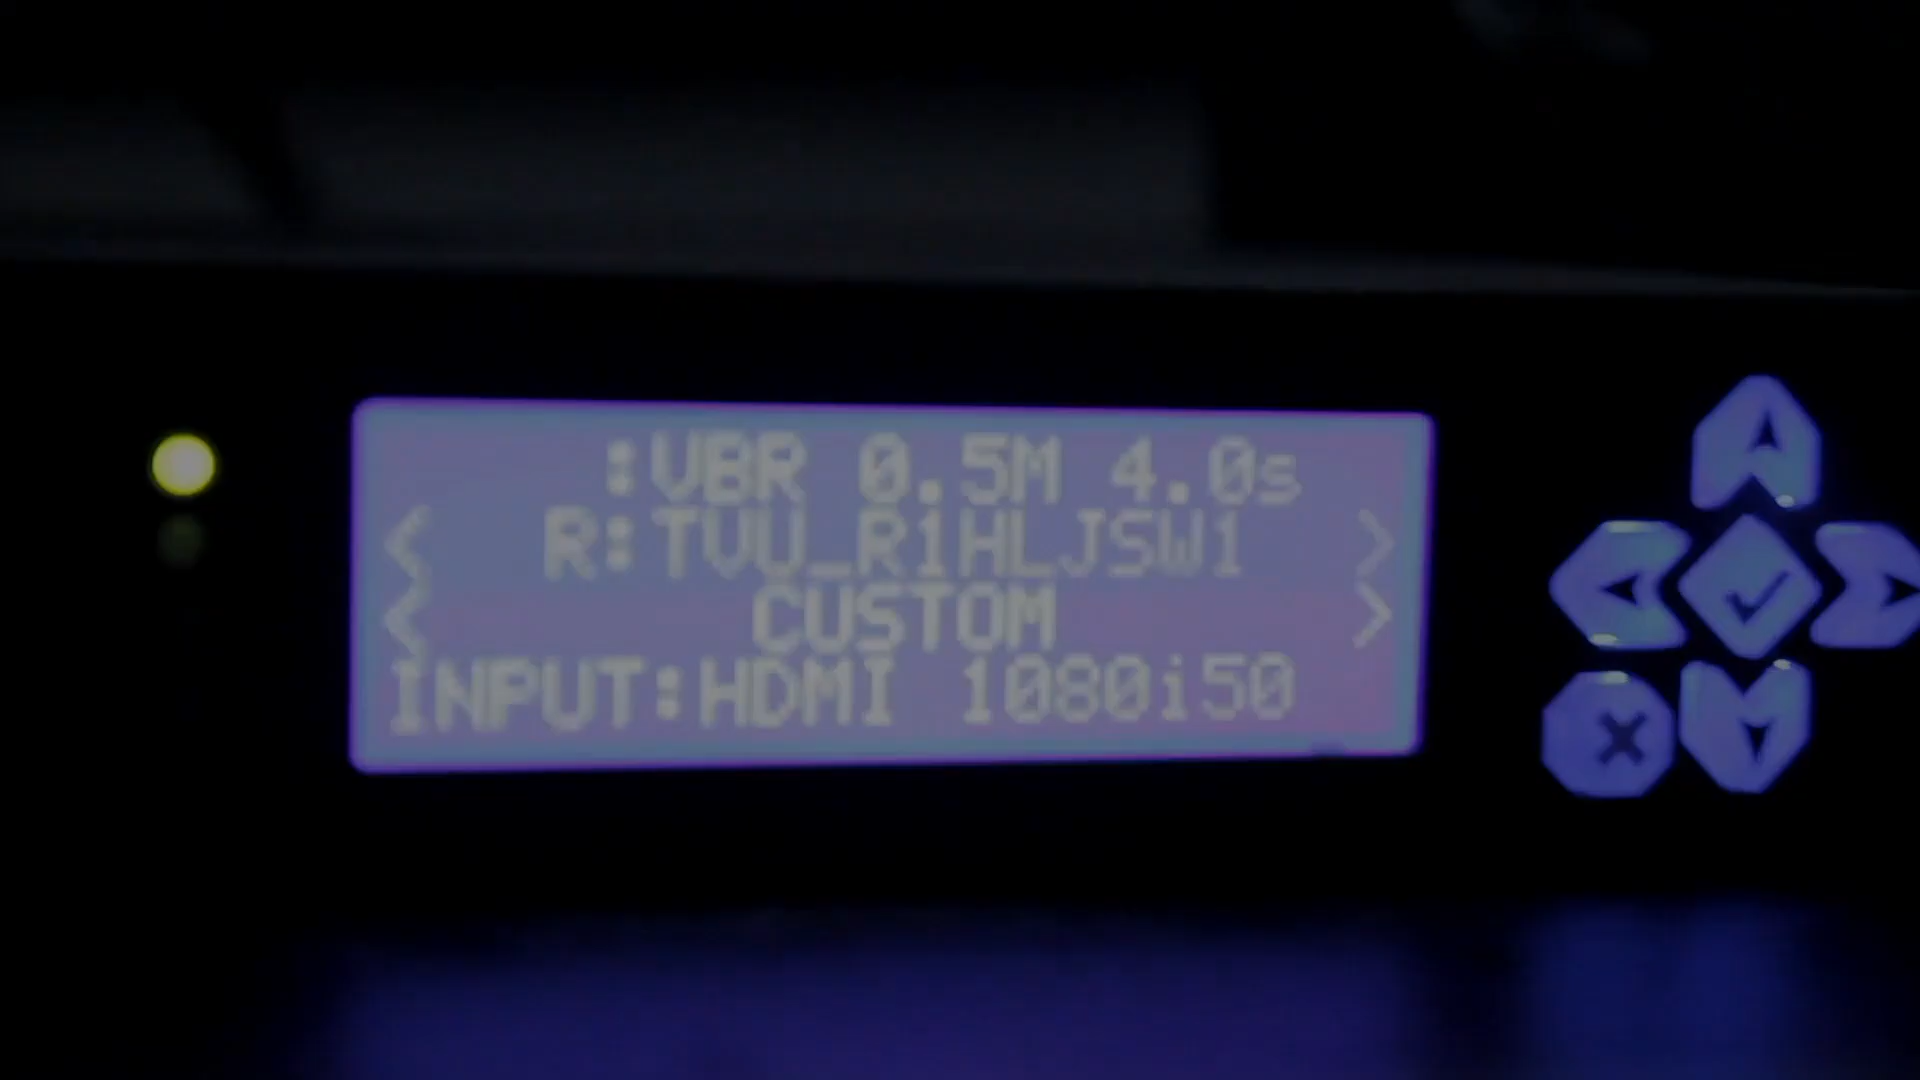 :VBR 0.5M 4.0s
< R:TVU_R1HLJSW1 >
< CUSTOM >
INPUT:HDMI 1080i50